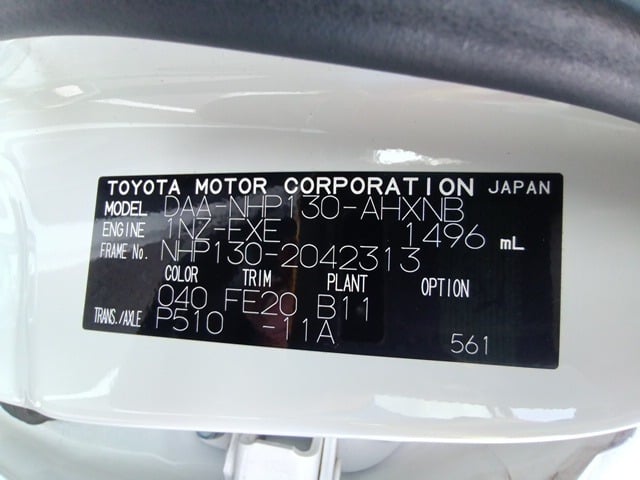 TOYOTA MOTOR CORPORATION JAPAN
MODEL DAA-NHP130-AHXNB
ENGINE 1NZ-FXE 1496 mL
FRAME No. NHP130-2042313
COLOR TRIM PLANT OPTION
040 FE20 B11
TRANS./AXLE P510 -11A
561